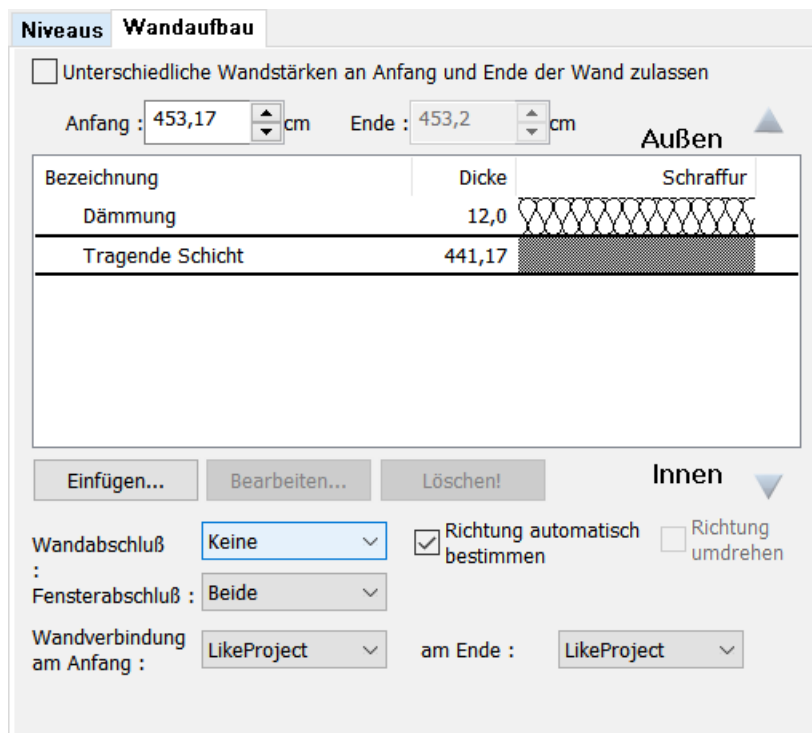 Niveaus Wandaufbau
Unterschiedliche Wandstärken an Anfang und Ende der Wand zulassen
Anfang : 453,17 cm Ende : 453,2 cm
Außen
Bezeichnung Dicke Schraffur
Dämmung 12,0
Tragende Schicht 441,17
Einfügen... Bearbeiten... Löschen! Innen
Wandabschluß
:
Keine
Richtung automatisch
bestimmen
Richtung
umdrehen
Fensterabschluß : Beide
Wandverbindung
am Anfang :
LikeProject am Ende : LikeProject